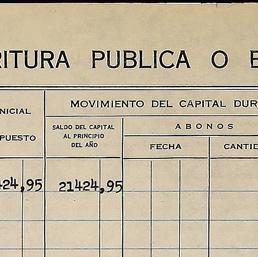 RITURA PUBLICA O E
NICIAL
MOVIMIENTO DEL CAPITAL DUR
PUESTO
SALDO DEL CAPITAL
AL PRINCIPIO
DEL AÑO
ABONOS
FECHA
CANTID
424,95
21424,95